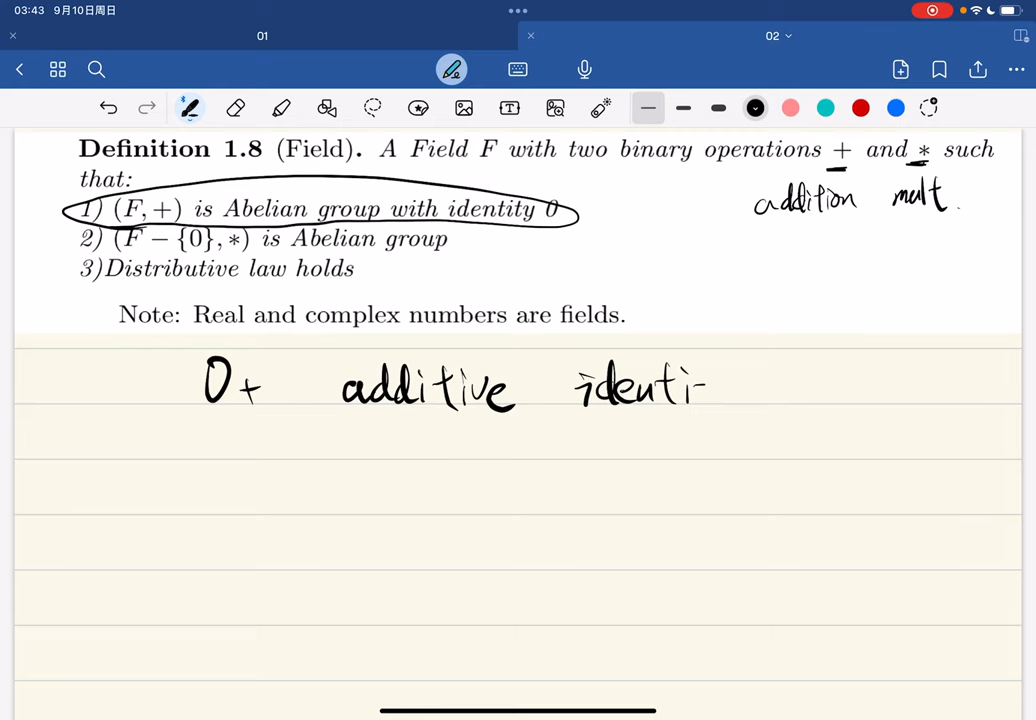 03:43 9月10日周日
01
02
Definition 1.8 (Field). A Field F with two binary operations + and * such
that:
addition mult.
1) (F, +) is Abelian group with identity 0
2) (F − {0}, *) is Abelian group
3)Distributive law holds
Note: Real and complex numbers are fields.
0+ additive identi